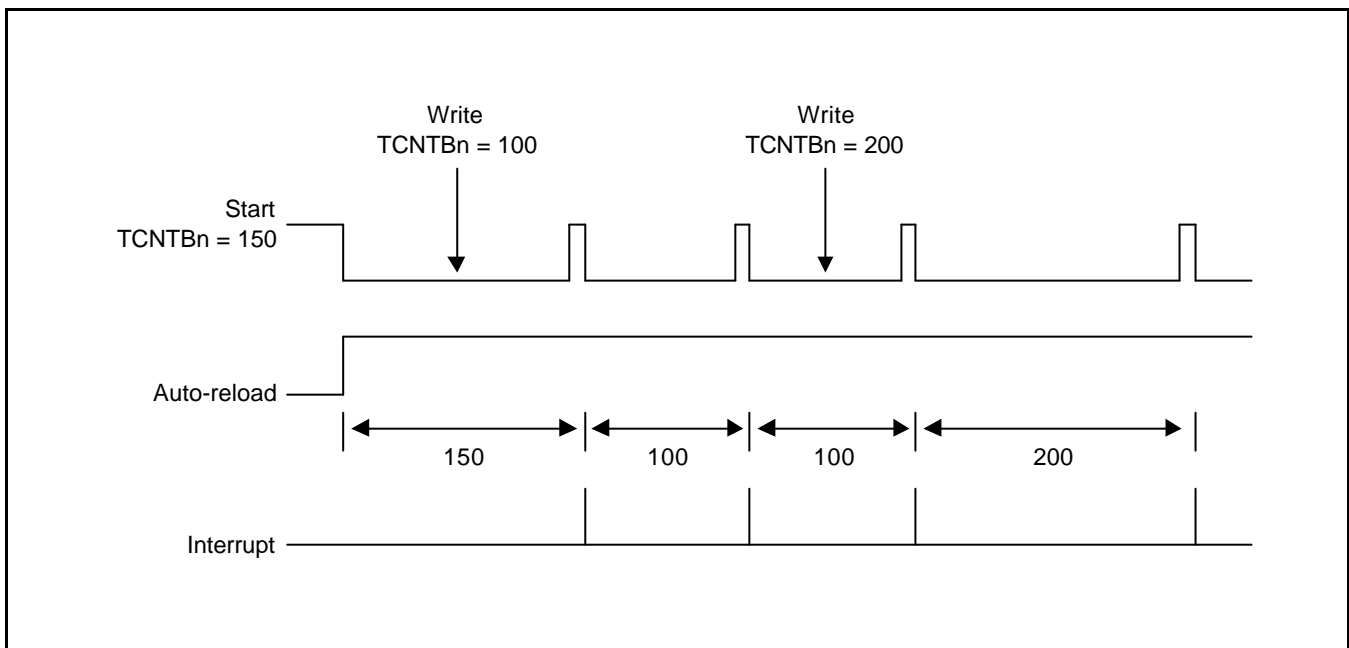 Write
TCNTBn = 100
Write
TCNTBn = 200
Start
TCNTBn = 150
Auto-reload
150
100
100
200
Interrupt